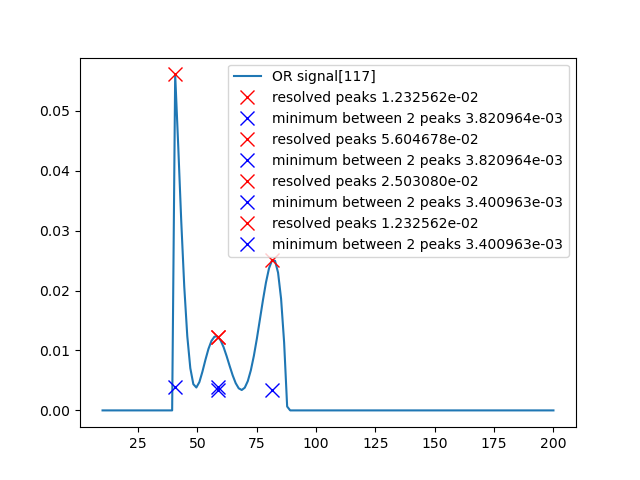 OR signal[117]
resolved peaks 1.232562e-02
minimum between 2 peaks 3.820964e-03
resolved peaks 5.604678e-02
minimum between 2 peaks 3.820964e-03
resolved peaks 2.503080e-02
minimum between 2 peaks 3.400963e-03
resolved peaks 1.232562e-02
minimum between 2 peaks 3.400963e-03
0.05
0.04
0.03
0.02
0.01
0.00
25 50 75 100 125 150 175 200